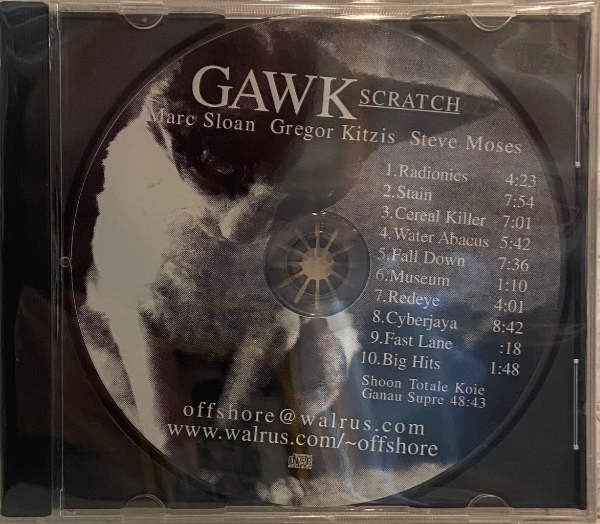 GAWK SCRATCH
Marc Sloan Gregor Kitzis Steve Moses
1.Radionics 4:23
2.Stain 7:54
3.Cereal Killer 7:01
4.Water Abacus 5:42
5.Fall Down 7:36
6.Museum 1:10
7.Redeye 4:01
8.Cyberjaya 8:42
9.Fast Lane :18
10.Big Hits 1:48
Shoon Totale Koie
Ganau Supre 48:43
offshore@walrus.com
www.walrus.com/~offshore